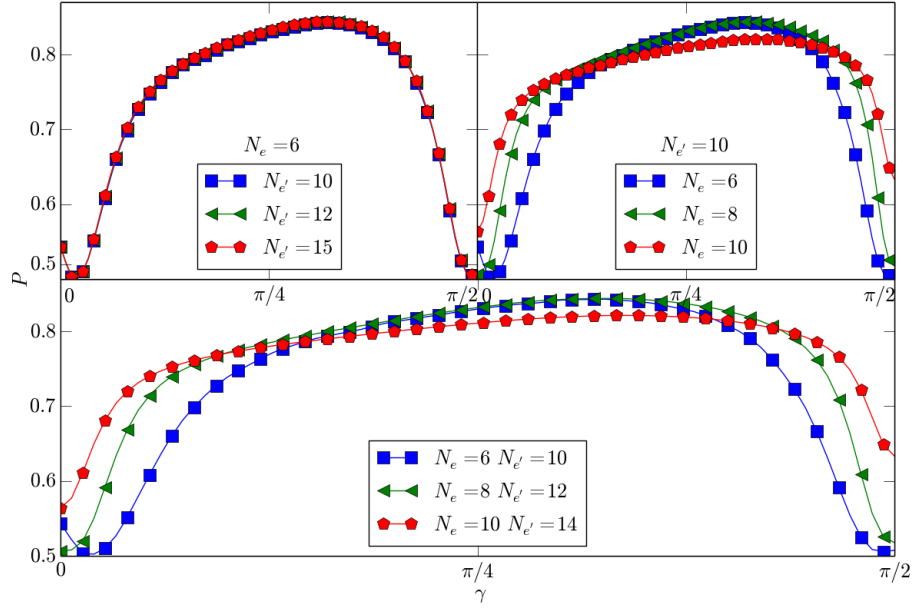 0.8
0.7
0.6
0.5
P
N_e = 6
N_e' = 10
N_e' = 12
N_e' = 15
0 π/4 π/2
N_e' = 10
N_e = 6
N_e = 8
N_e = 10
0 π/4 π/2
0.8
0.7
0.6
0.5
N_e = 6 N_e' = 10
N_e = 8 N_e' = 12
N_e = 10 N_e' = 14
0 π/4 π/2
γ